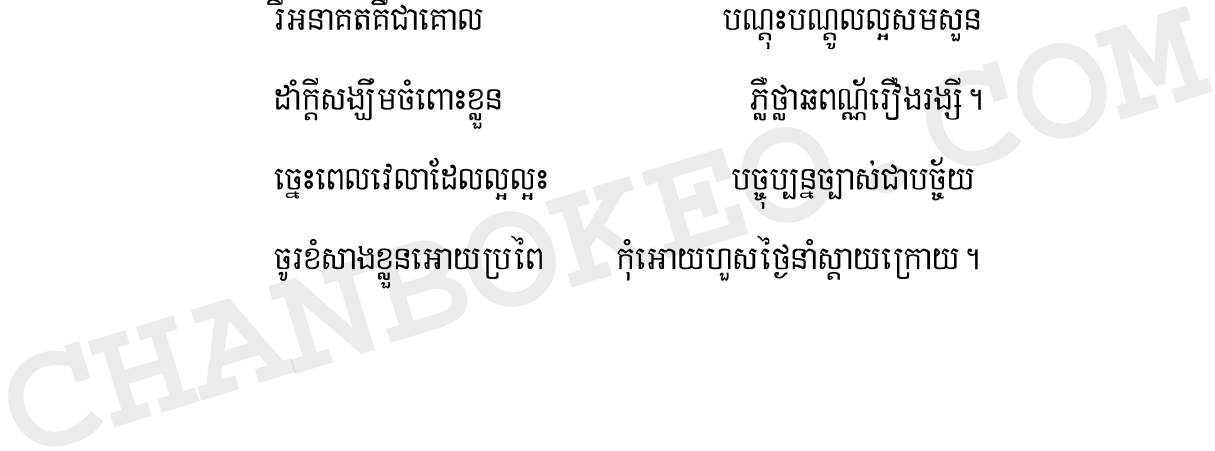 រីអនាគតគឺជាគោល បណ្តុះបណ្តូលល្អសមសួន
ដាំក្តីសង្ឃឹមចំពោះខ្លួន ភ្លឺថ្លាឆពណ្ណ័រឿងរង្សី ។
ច្នេះពេលវេលាដែលល្អល្អះ បច្ចុប្បន្នច្បាស់ជាបច្ច័យ
ចូរខំសាងខ្លួនអោយប្រពៃ កុំអោយហួសថ្ងៃនាំស្តាយក្រោយ ។
CHANBOKEO.COM